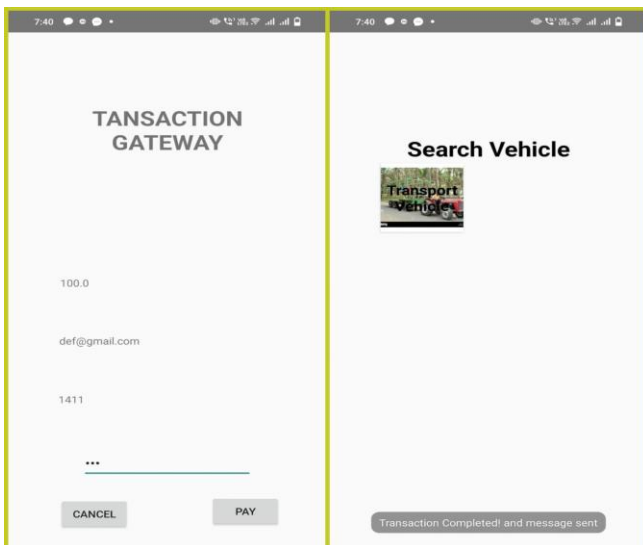 7:40
TANSACTION
GATEWAY
100.0
def@gmail.com
1411
•••
CANCEL
PAY
7:40
Search Vehicle
Transport
Vehicle
Transaction Completed! and message sent